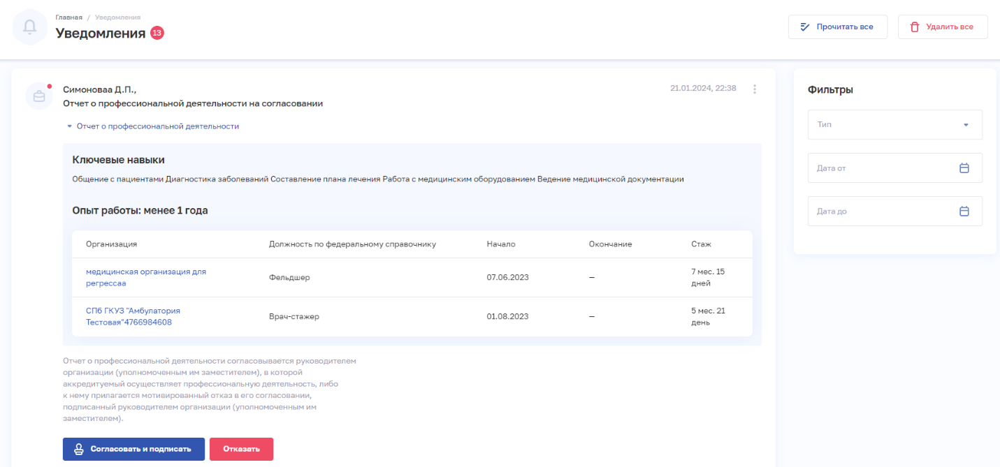 Главная / Уведомления
Уведомления 13
Прочитать все
Удалить все
Симоноваа Д.П.,
21.01.2024, 22:38
Отчет о профессиональной деятельности на согласовании
Отчет о профессиональной деятельности
Ключевые навыки
Общение с пациентами Диагностика заболеваний Составление плана лечения Работа с медицинским оборудованием Ведение медицинской документации
Опыт работы: менее 1 года
Организация Должность по федеральному справочнику Начало Окончание Стаж
медицинская организация для
регрессаа
Фельдшер 07.06.2023 —
7 мес. 15
дней
СПб ГКУЗ "Амбулатория
Тестовая"4766984608
Врач-стажер 01.08.2023 —
5 мес. 21
день
Отчет о профессиональной деятельности согласовывается руководителем
организации (уполномоченным им заместителем), в которой
аккредитуемый осуществляет профессиональную деятельность, либо
к нему прилагается мотивированный отказ в его согласовании,
подписанный руководителем организации (уполномоченным им
заместителем).
Согласовать и подписать
Отказать
Фильтры
Тип
Дата от
Дата до